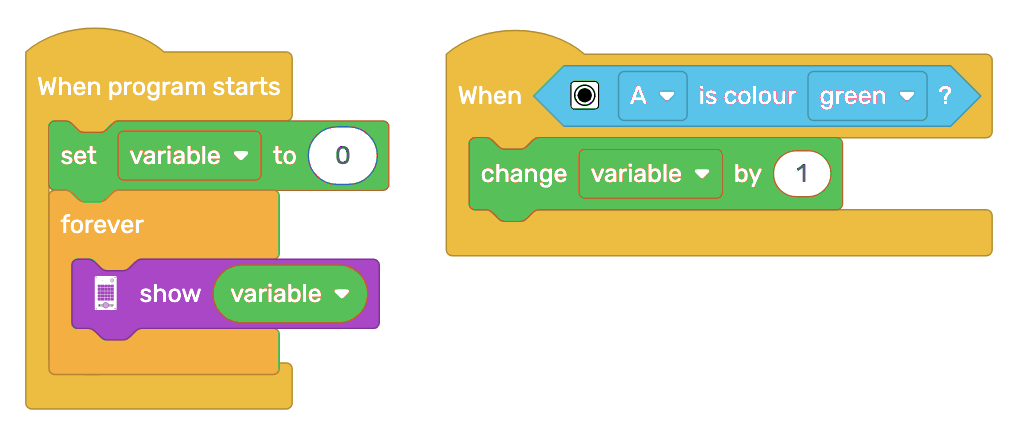 When program starts
set variable to 0
forever
show variable
When A is colour green ?
change variable by 1